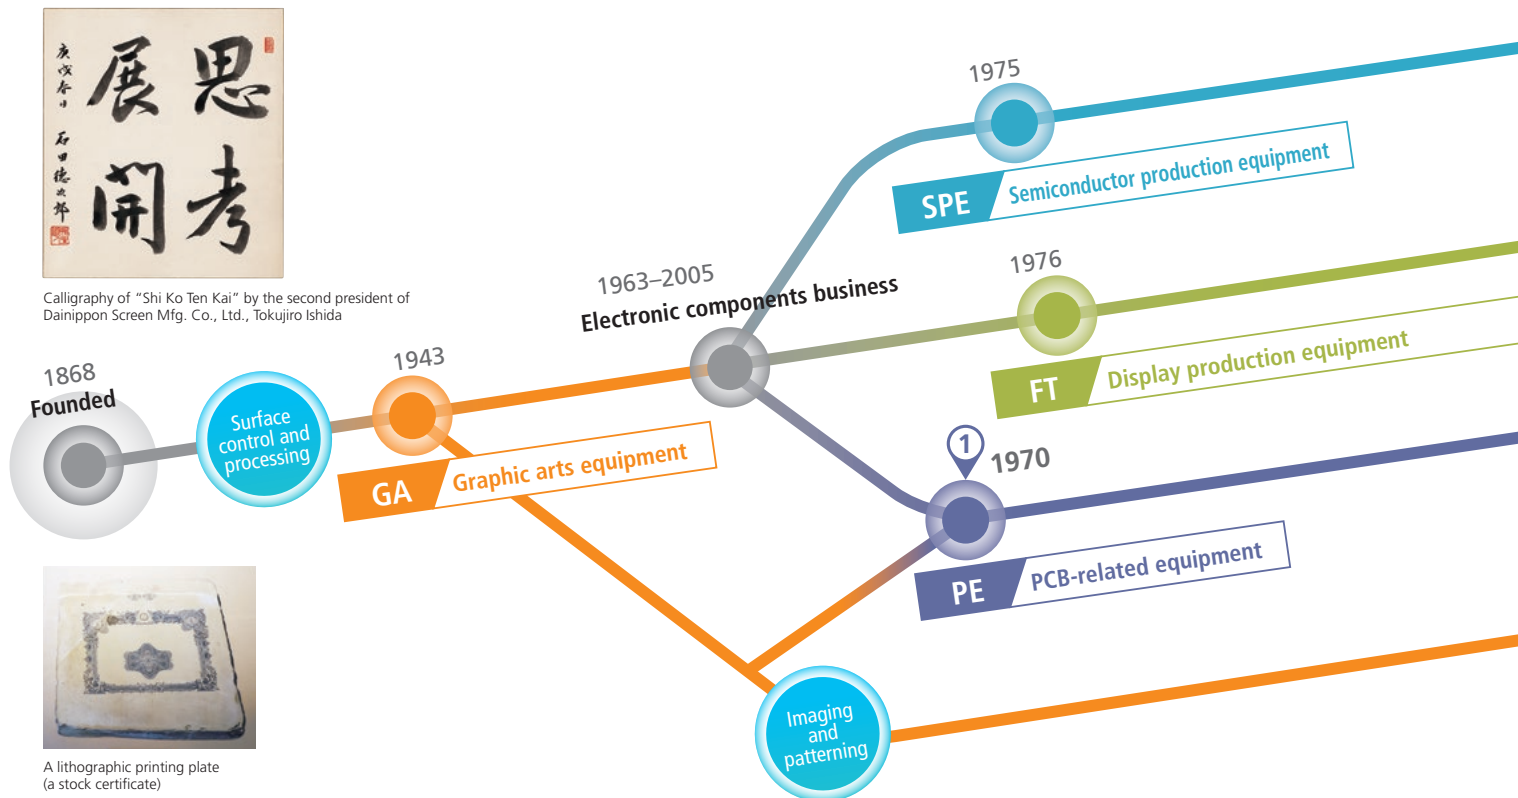 思考
展開
庚戌春日 石田徳次郎
Calligraphy of “Shi Ko Ten Kai” by the second president of
Dainippon Screen Mfg. Co., Ltd., Tokujiro Ishida
1868
Founded
Surface
control and
processing
1943
GA
Graphic arts equipment
1963–2005
Electronic components business
1975
SPE
Semiconductor production equipment
1976
FT
Display production equipment
1
1970
PE
PCB-related equipment
Imaging
and
patterning
A lithographic printing plate
(a stock certificate)